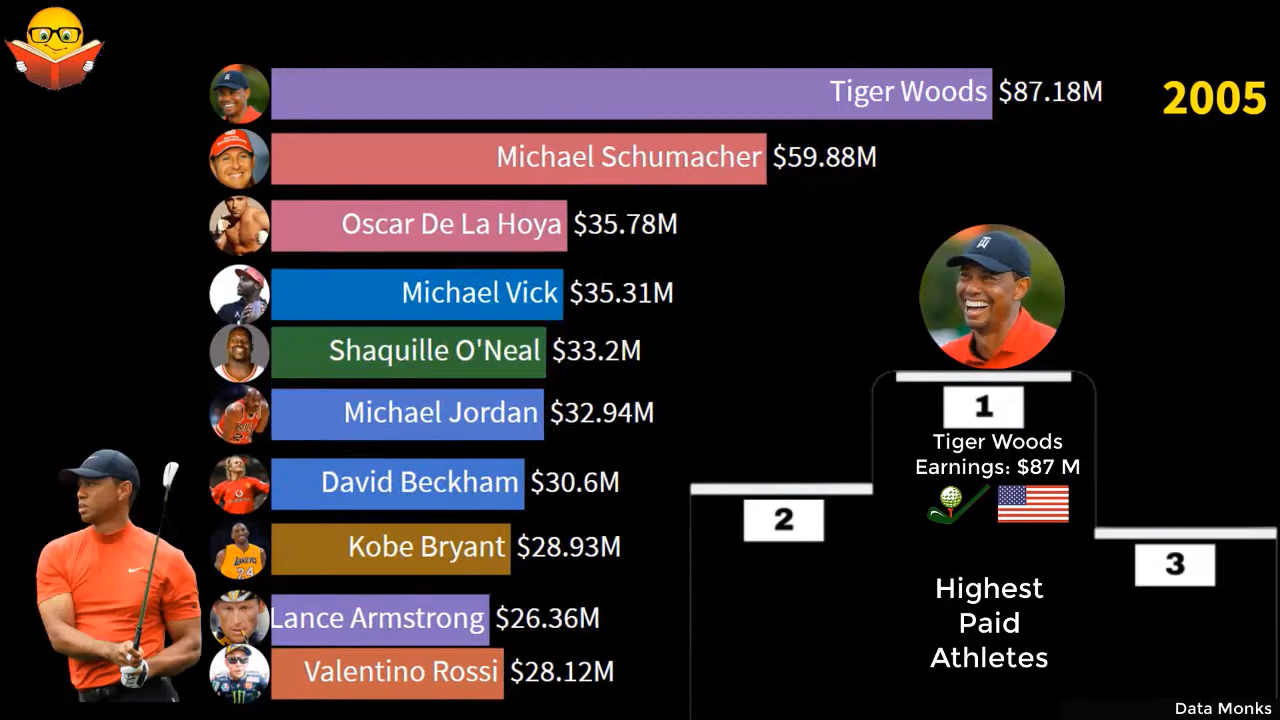 Tiger Woods $87.18M
2005
Michael Schumacher $59.88M
Oscar De La Hoya $35.78M
Michael Vick $35.31M
Shaquille O'Neal $33.2M
Michael Jordan $32.94M
David Beckham $30.6M
Kobe Bryant $28.93M
Lance Armstrong $26.36M
Valentino Rossi $28.12M
TW
1
Tiger Woods
Earnings: $87 M
2
3
Highest
Paid
Athletes
Data Monks